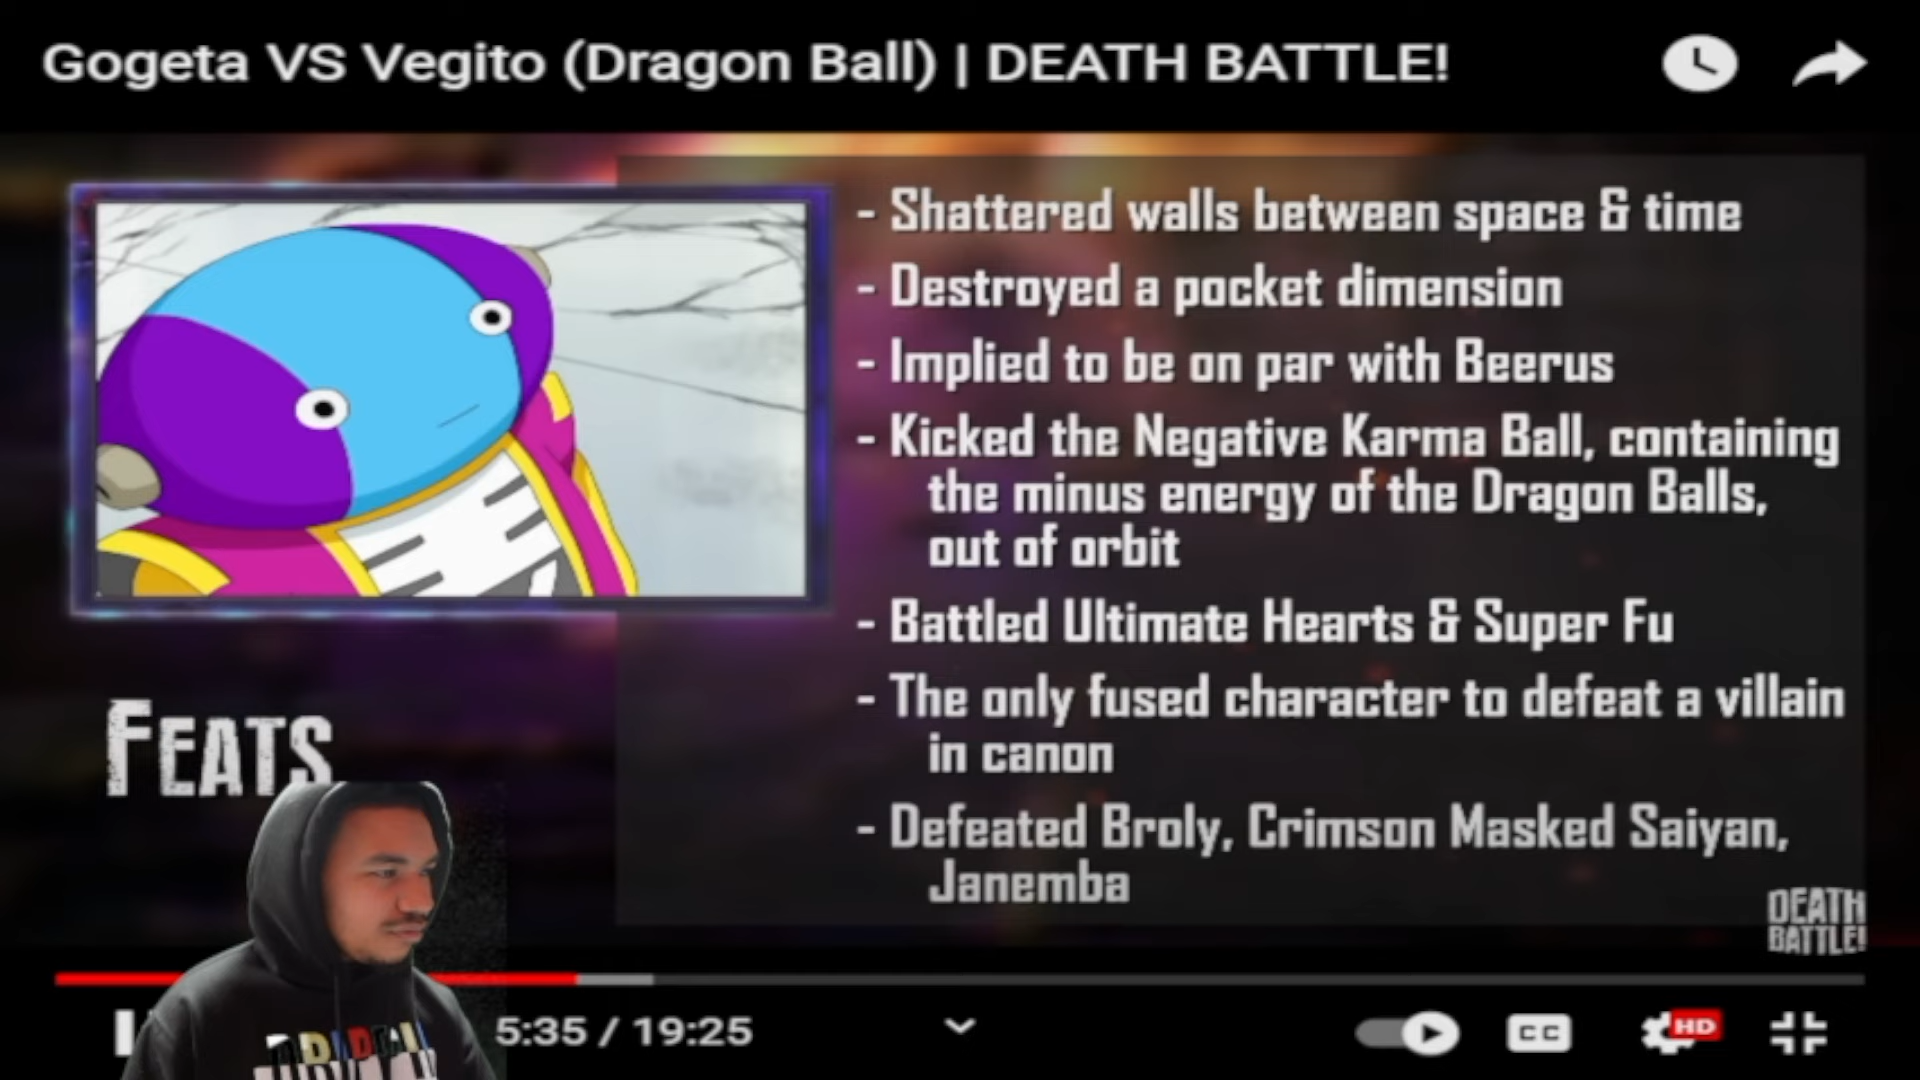 Gogeta VS Vegito (Dragon Ball) | DEATH BATTLE!
- Shattered walls between space & time
- Destroyed a pocket dimension
- Implied to be on par with Beerus
- Kicked the Negative Karma Ball, containing
the minus energy of the Dragon Balls,
out of orbit
- Battled Ultimate Hearts & Super Fu
- The only fused character to defeat a villain
in canon
- Defeated Broly, Crimson Masked Saiyan,
Janemba
FEATS
DEATH
BATTLE!
5:35 / 19:25
CC
HD